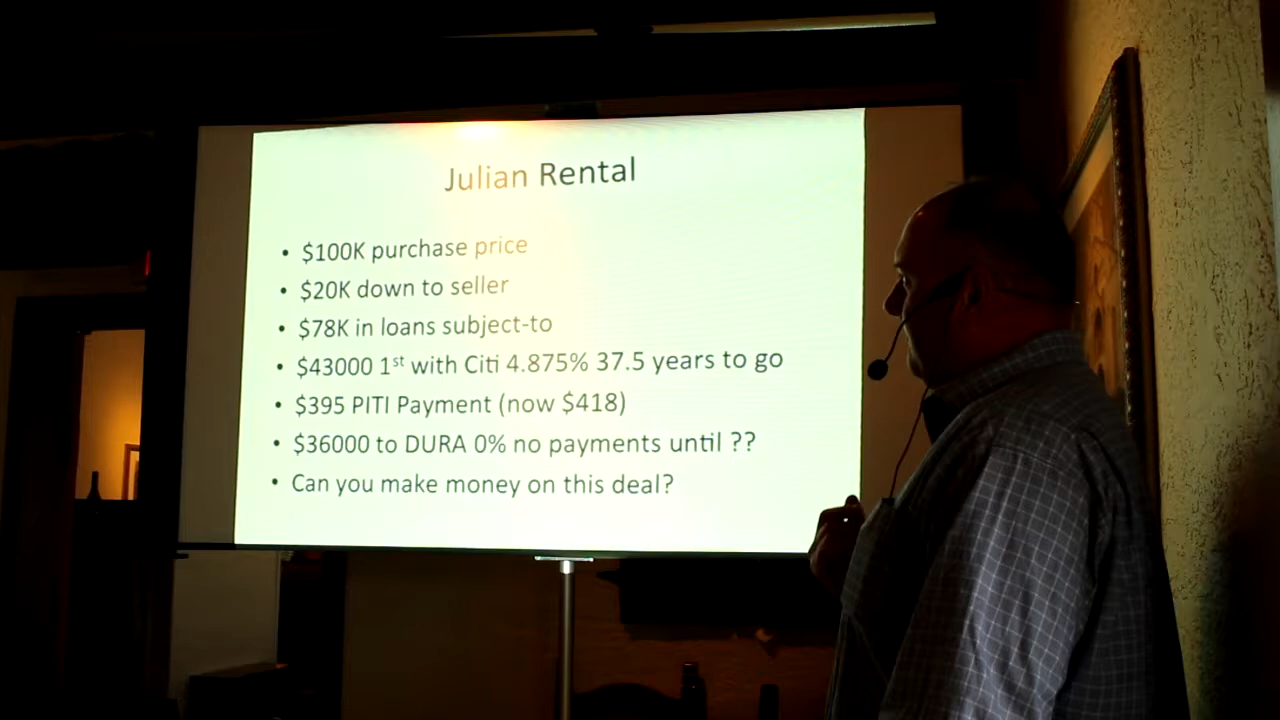 Julian Rental
• $100K purchase price
• $20K down to seller
• $78K in loans subject-to
• $43000 1st with Citi 4.875% 37.5 years to go
• $395 PITI Payment (now $418)
• $36000 to DURA 0% no payments until ??
• Can you make money on this deal?